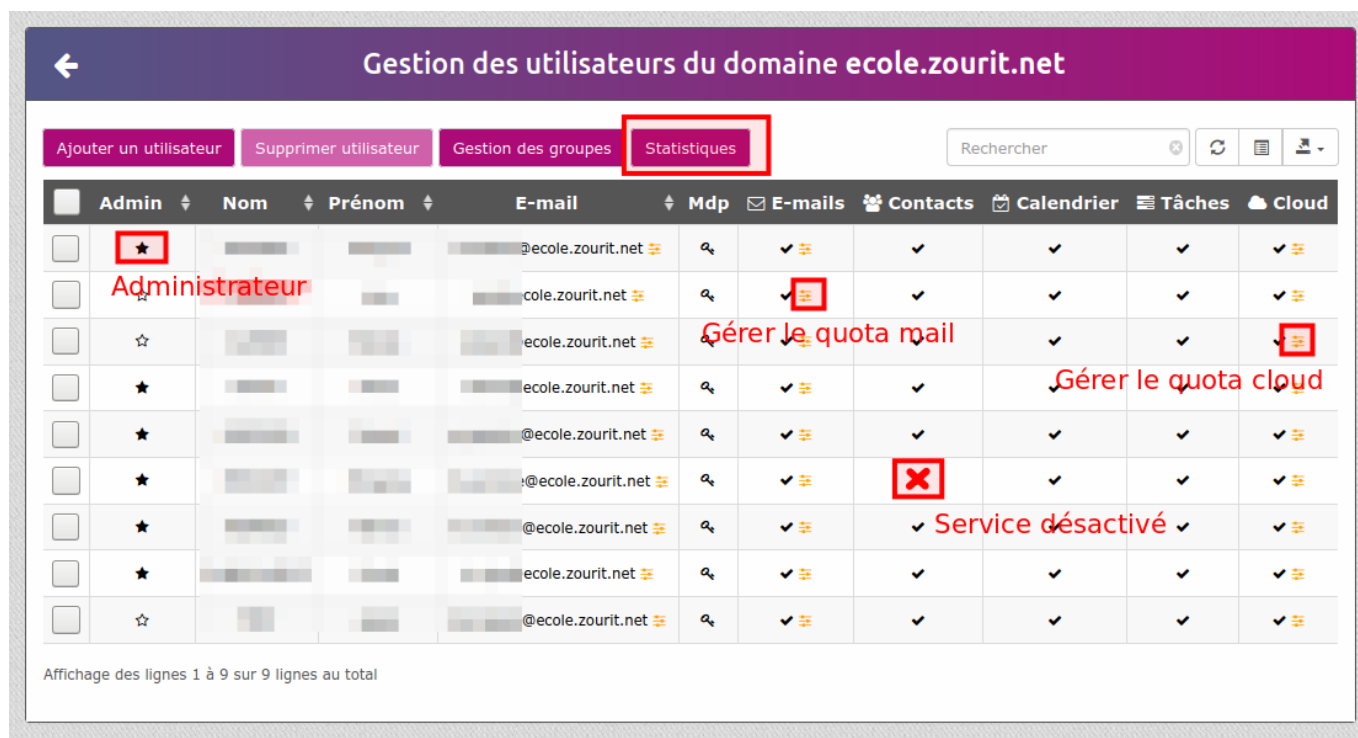 Gestion des utilisateurs du domaine ecole.zourit.net
Ajouter un utilisateur Supprimer utilisateur Gestion des groupes Statistiques Rechercher
Admin Nom Prénom E-mail Mdp E-mails Contacts Calendrier Tâches Cloud
@ecole.zourit.net
Administrateur
cole.zourit.net
Gérer le quota mail
ecole.zourit.net
Gérer le quota cloud
ecole.zourit.net
@ecole.zourit.net
@ecole.zourit.net
Service désactivé
@ecole.zourit.net
ecole.zourit.net
@ecole.zourit.net
Affichage des lignes 1 à 9 sur 9 lignes au total